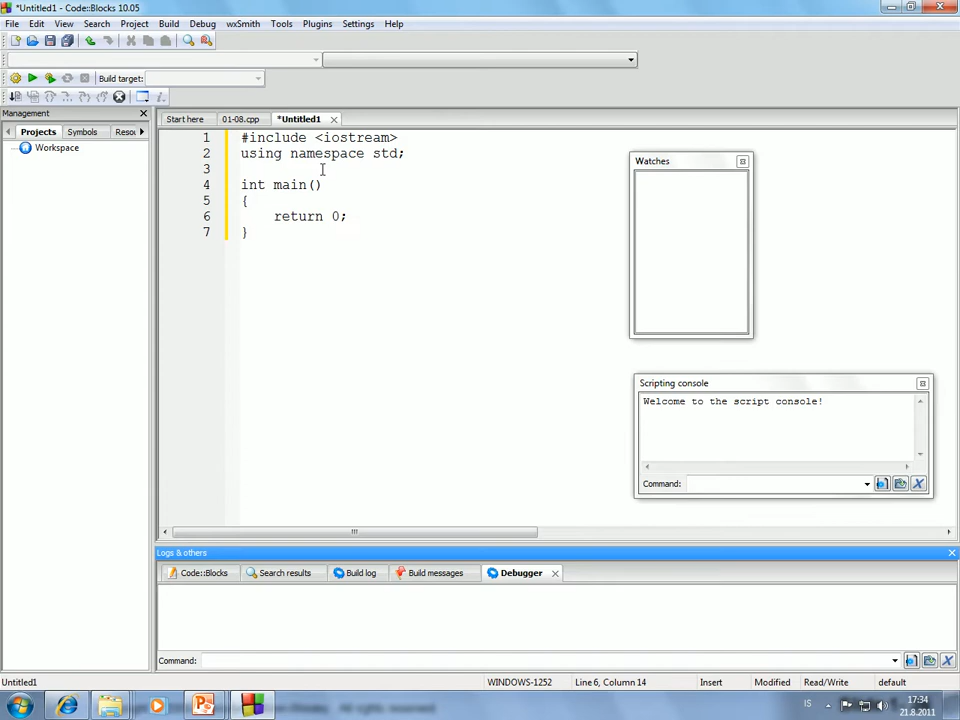 *Untitled1 - Code::Blocks 10.05
File Edit View Search Project Build Debug wxSmith Tools Plugins Settings Help
Build target:
Management
Start here 01-08.cpp *Untitled1
Projects Symbols
Workspace
1 #include <iostream>
2 using namespace std;
3
4 int main()
5 {
6 return 0;
7 }
Watches
Scripting console
Welcome to the script console!
Command:
Logs & others
Code::Blocks Search results Build log Build messages Debugger
Command:
Untitled1 WINDOWS-1252 Line 6, Column 14 Insert Modified Read/Write default
IS 17:34
21.8.2011